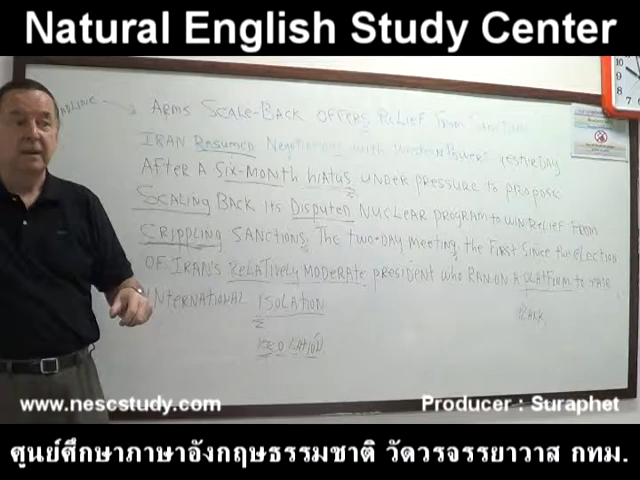 Natural English Study Center
ARMS SCALE-BACK OFFERS RELIEF FROM SANCTIONS
IRAN RESUMED NEGOTIATIONS WITH WESTERN POWERS YESTERDAY
AFTER A SIX-MONTH HIATUS UNDER PRESSURE TO PROPOSE
SCALING BACK ITS DISPUTED NUCLEAR PROGRAM TO WIN RELIEF FROM
CRIPPLING SANCTIONS. THE TWO-DAY MEETING, THE FIRST SINCE THE ELECTION
OF IRAN'S RELATIVELY MODERATE PRESIDENT WHO RAN ON A PLATFORM TO
INTERNATIONAL ISOLATION
www.nescstudy.com
Producer : Suraphet
ศูนย์ศึกษาภาษาอังกฤษธรรมชาติ วัดวรจรรยาวาส กทม.